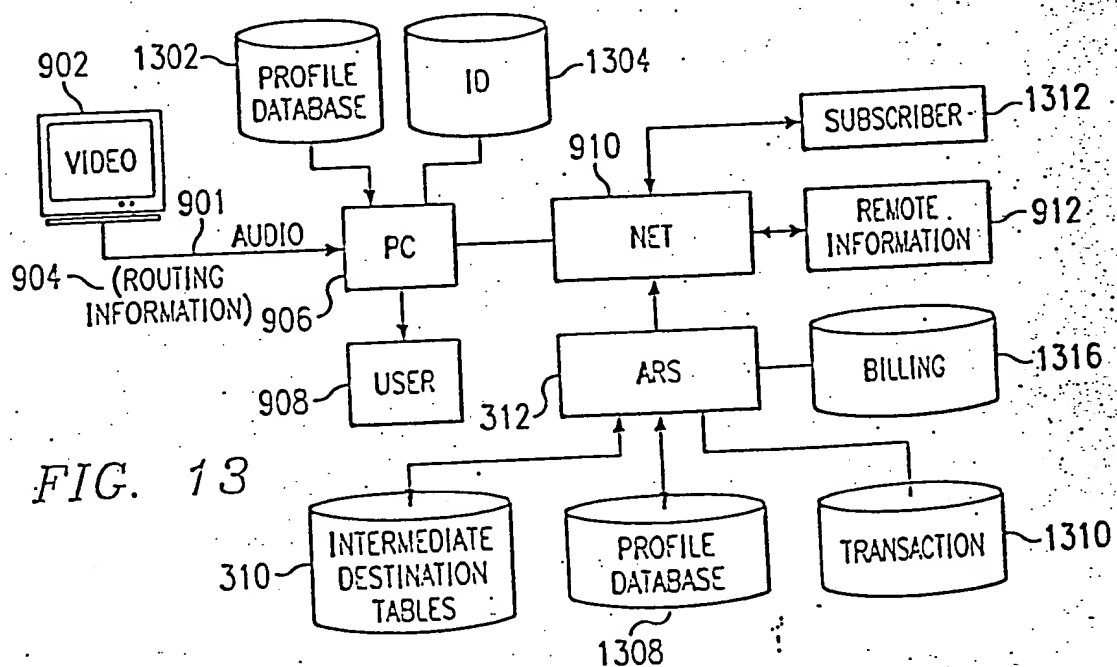 1302
902
PROFILE
DATABASE
ID
1304
VIDEO
901
AUDIO
904
(ROUTING
INFORMATION)
PC
906
USER
908
910
NET
SUBSCRIBER
1312
REMOTE
INFORMATION
912
ARS
312
BILLING
1316
FIG. 13
310
INTERMEDIATE
DESTINATION
TABLES
PROFILE
DATABASE
1308
TRANSACTION
1310